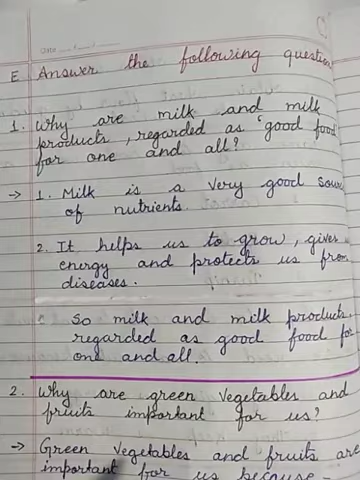 E Answer the following question
1. Why are milk and milk
products, regarded as 'good food'
for one and all?
→ 1. Milk is a very good sour
of nutrients.
2. It helps us to grow, gives
energy and protects us from
diseases.
So milk and milk products
regarded as good food for
one and all.
2. Why are green vegetables and
fruits important for us?
→ Green vegetables and fruits are
important for us because -